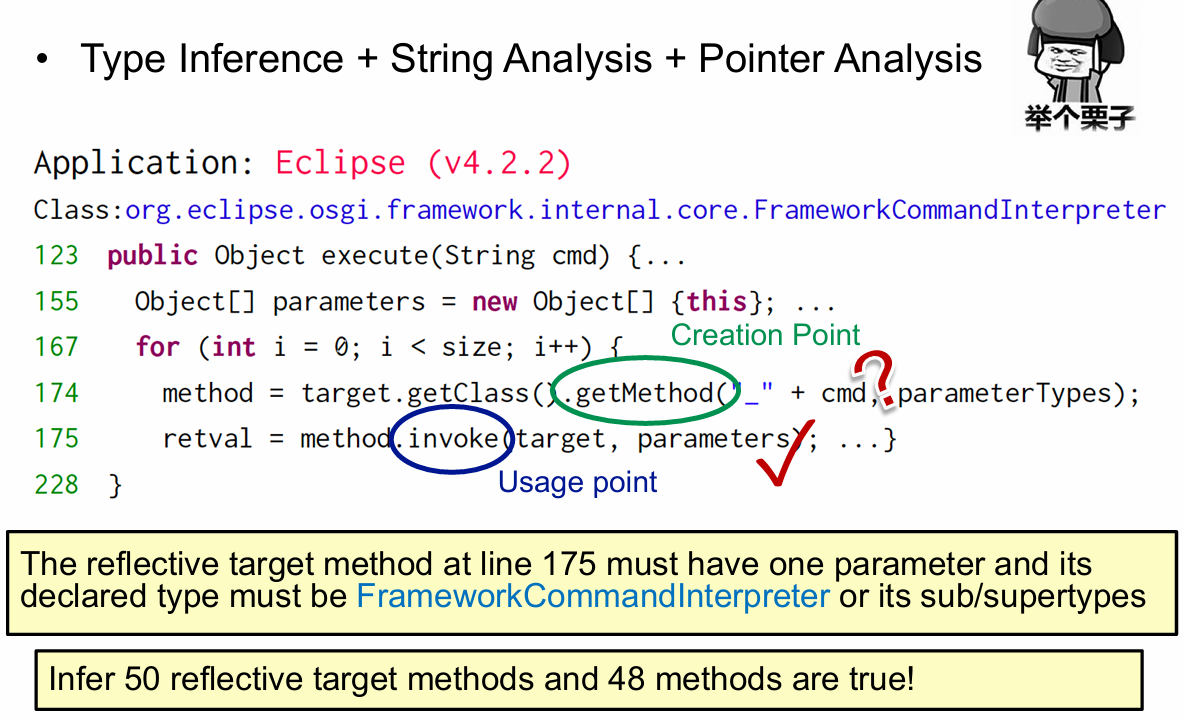 • Type Inference + String Analysis + Pointer Analysis
举个栗子
Application: Eclipse (v4.2.2)
Class:org.eclipse.osgi.framework.internal.core.FrameworkCommandInterpreter
123 public Object execute(String cmd) {...
155 Object[] parameters = new Object[] {this}; ...
167 for (int i = 0; i < size; i++) {
Creation Point
?
174 method = target.getClass().getMethod("_" + cmd, parameterTypes);
175 retval = method.invoke(target, parameters); ...}
Usage point
228 }
The reflective target method at line 175 must have one parameter and its
declared type must be FrameworkCommandInterpreter or its sub/supertypes
Infer 50 reflective target methods and 48 methods are true!